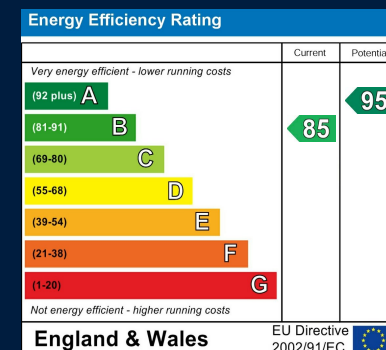 Energy Efficiency Rating
Current Potentia
Very energy efficient - lower running costs
(92 plus) A
95
(81-91) B
85
(69-80) C
(55-68) D
(39-54) E
(21-38) F
(1-20) G
Not energy efficient - higher running costs
England & Wales
EU Directive
2002/91/EC